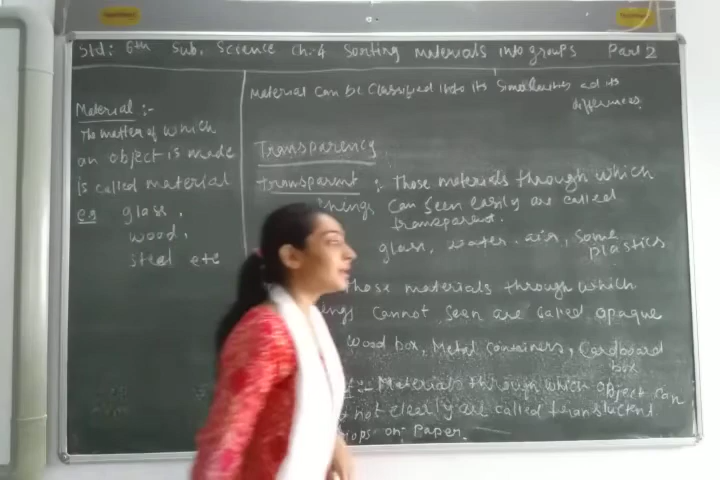 Std: 6th Sub. Science Ch-4 Sorting materials into groups Part 2
Material :-
The matter of which
an object is made
is called material
eg glass,
wood,
steel etc
Material can be Classified into its Similarities ad its
differences
Transparency
Transparent :- Those materials through which
things can seen easily are called
transparent.
glass, water, air, Some
plastics
Those materials through which
cannot seen are called opaque
wood box, Metal containers, Cardboard
box
:- Materials through which object can
not clearly are called translucent
on Paper.